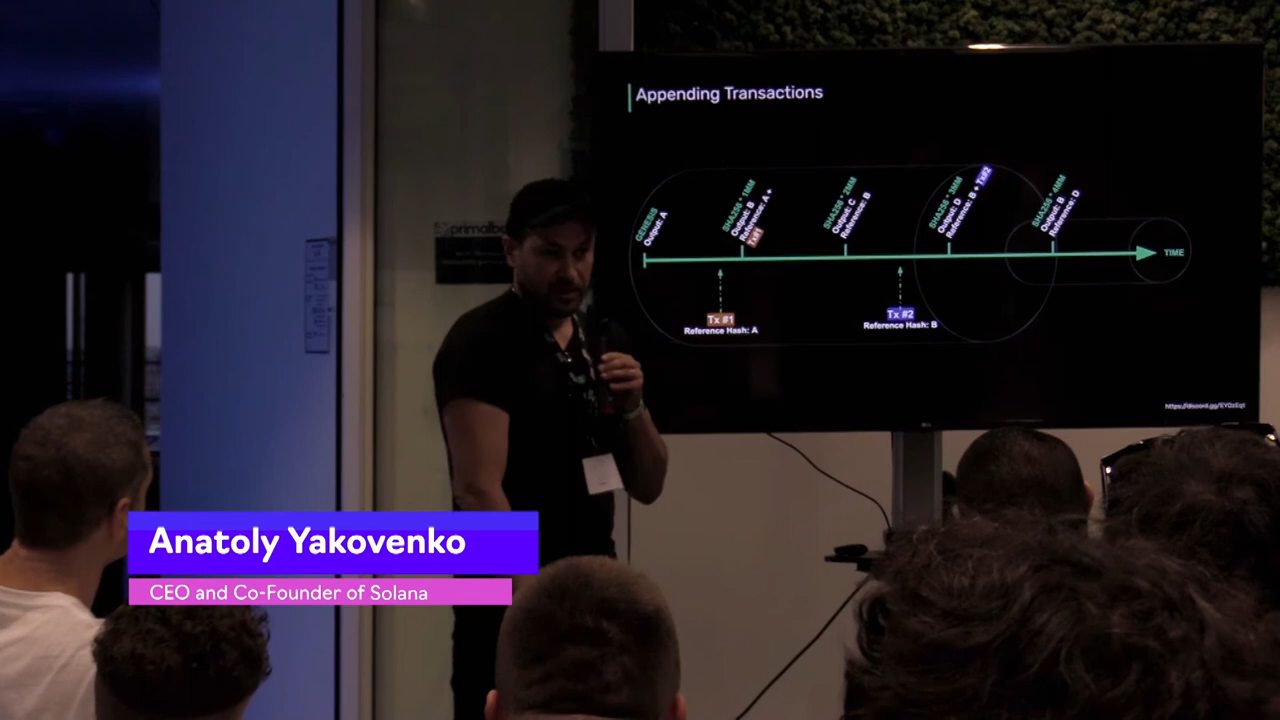 Appending Transactions
GENESIS
Output: A
SHA256 * 1MM
Output: B
Reference: A +
Tx#1
SHA256 * 2MM
Output: C
Reference: B
SHA256 * 3MM
Output: D
Reference: B + Tx#2
SHA256 * 4MM
Output: B
Reference: D
TIME
Tx #1
Reference Hash: A
Tx #2
Reference Hash: B
primalba
Anatoly Yakovenko
CEO and Co-Founder of Solana